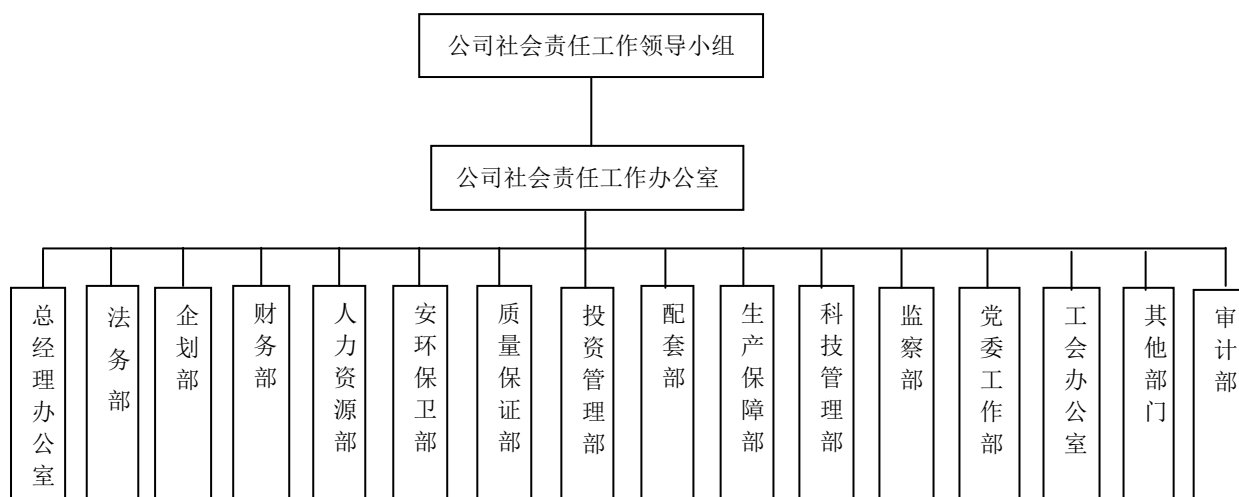 公司社会责任工作领导小组
公司社会责任工作办公室
总经理办公室
法务部
企划部
财务部
人力资源部
安环保卫部
质量保证部
投资管理部
配套部
生产保障部
科技管理部
监察部
党委工作部
工会办公室
其他部门
审计部